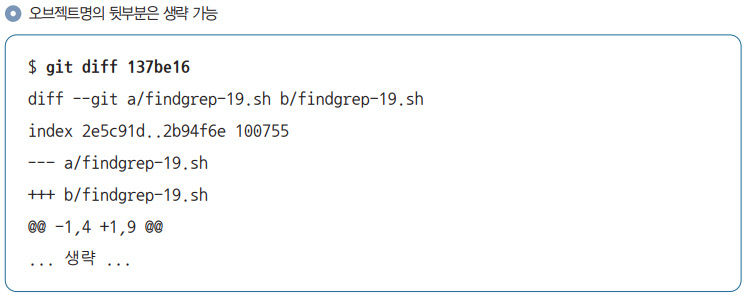 오브젝트명의 뒷부분은 생략 가능
$ git diff 137be16
diff --git a/findgrep-19.sh b/findgrep-19.sh
index 2e5c91d..2b94f6e 100755
--- a/findgrep-19.sh
+++ b/findgrep-19.sh
@@ -1,4 +1,9 @@
... 생략 ...